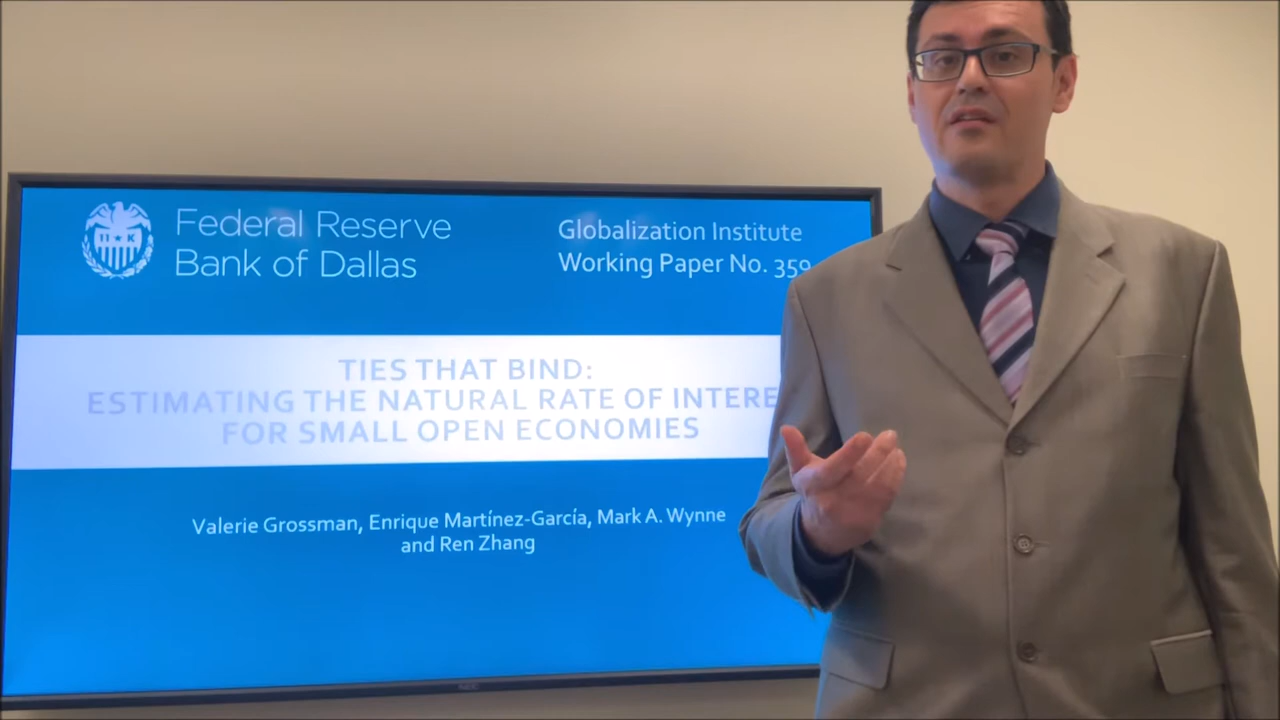 Federal Reserve
Bank of Dallas
Globalization Institute
Working Paper No. 359
TIES THAT BIND:
ESTIMATING THE NATURAL RATE OF INTERE
FOR SMALL OPEN ECONOMIES
Valerie Grossman, Enrique Martínez-García, Mark A. Wynne
and Ren Zhang